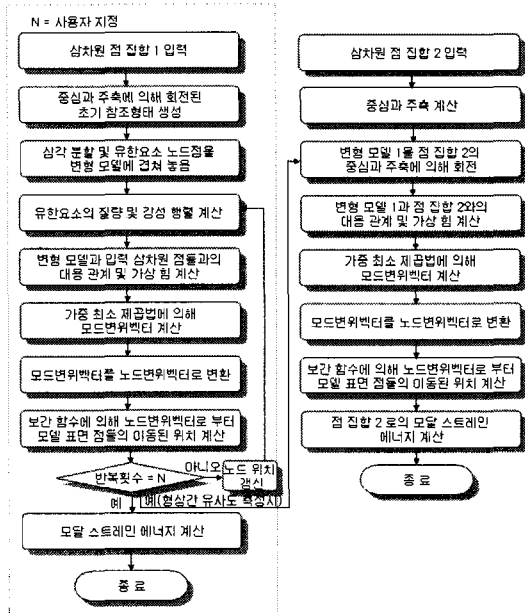 N = 사용자 지정
삼차원 점 집합 1 입력
중심과 주축에 의해 회전된
초기 참조형태 생성
삼각 분할 및 유한요소 노드점을
변형 모델에 겹쳐 놓음
유한요소의 질량 및 강성 행렬 계산
변형 모델과 입력 삼차원 점들과의
대응 관계 및 가상 힘 계산
가중 최소 제곱법에 의해
모드변위벡터 계산
모드변위벡터를 노드변위벡터로 변환
보간 함수에 의해 노드변위벡터로 부터
모델 표면 점들의 이동된 위치 계산
반복횟수 = N
아니오
노드 위치
갱신
예
예(형상간 유사도 측정시)
모달 스트레인 에너지 계산
종 료
삼차원 점 집합 2 입력
중심과 주축 계산
변형 모델 1을 점 집합 2의
중심과 주축에 의해 회전
변형 모델 1과 점 집합 2와의
대응 관계 및 가상 힘 계산
가중 최소 제곱법에 의해
모드변위벡터 계산
모드변위벡터를 노드변위벡터로 변환
보간 함수에 의해 노드변위벡터로 부터
모델 표면 점들의 이동된 위치 계산
점 집합 2 로의 모달 스트레인
에너지 계산
종 료